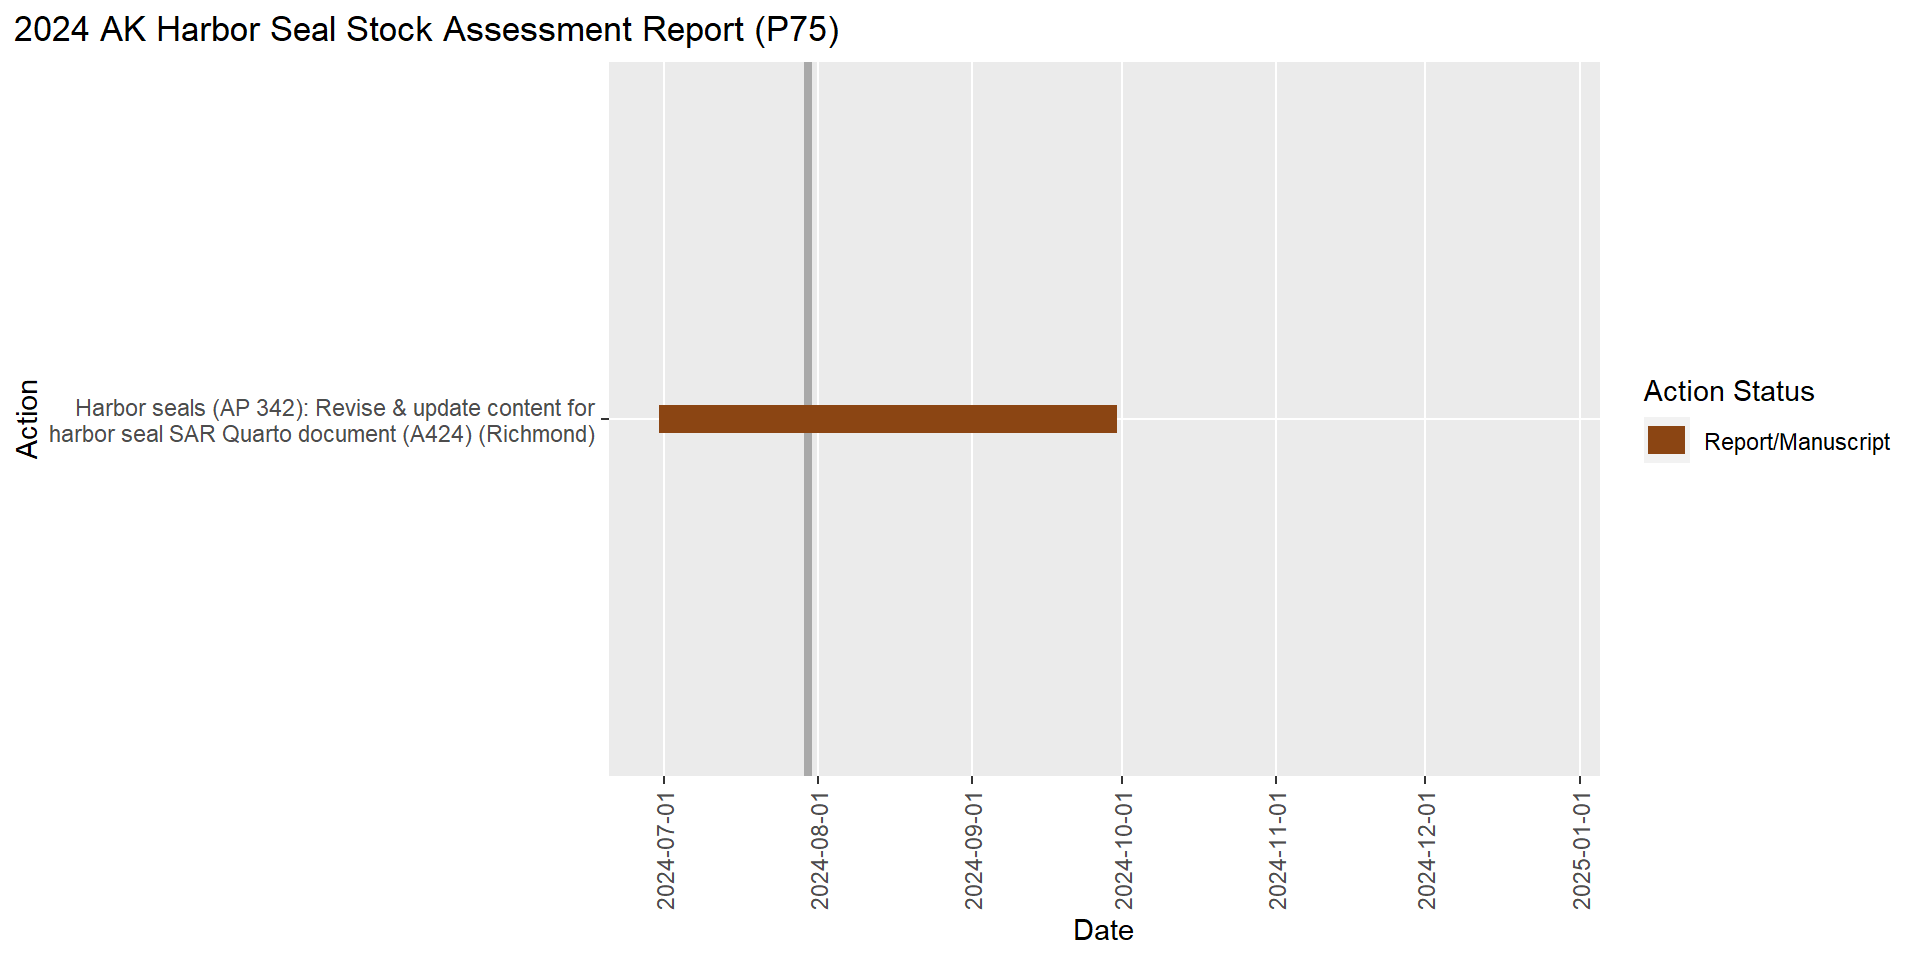 2024 AK Harbor Seal Stock Assessment Report (P75)
Action
Harbor seals (AP 342): Revise & update content for
harbor seal SAR Quarto document (A424) (Richmond)
2024-07-01
2024-08-01
2024-09-01
2024-10-01
2024-11-01
2024-12-01
2025-01-01
Date
Action Status
Report/Manuscript